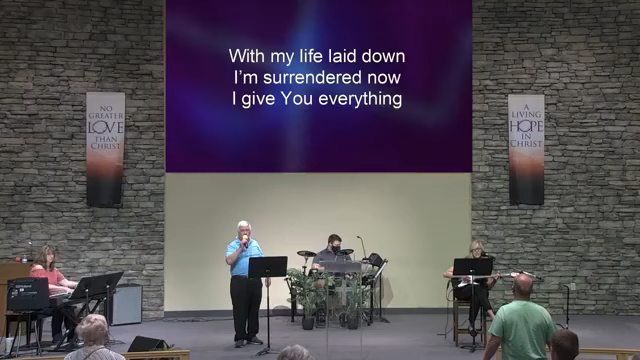 With my life laid down
I'm surrendered now
I give You everything
NO
GREATER
LOVE
THAN
CHRIST
A
LIVING
HOPE
IN
CHRIST